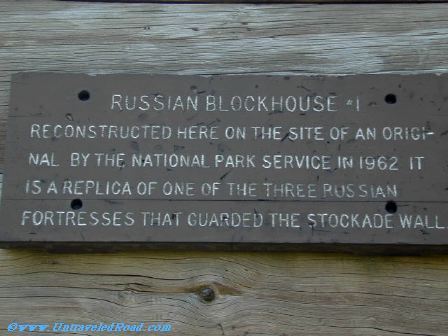 RUSSIAN BLOCKHOUSE #1
RECONSTRUCTED HERE ON THE SITE OF AN ORIGI-
NAL BY THE NATIONAL PARK SERVICE IN 1962 IT
IS A REPLICA OF ONE OF THE THREE RUSSIAN
FORTRESSES THAT GUARDED THE STOCKADE WALL
©www.UntraveledRoad.com